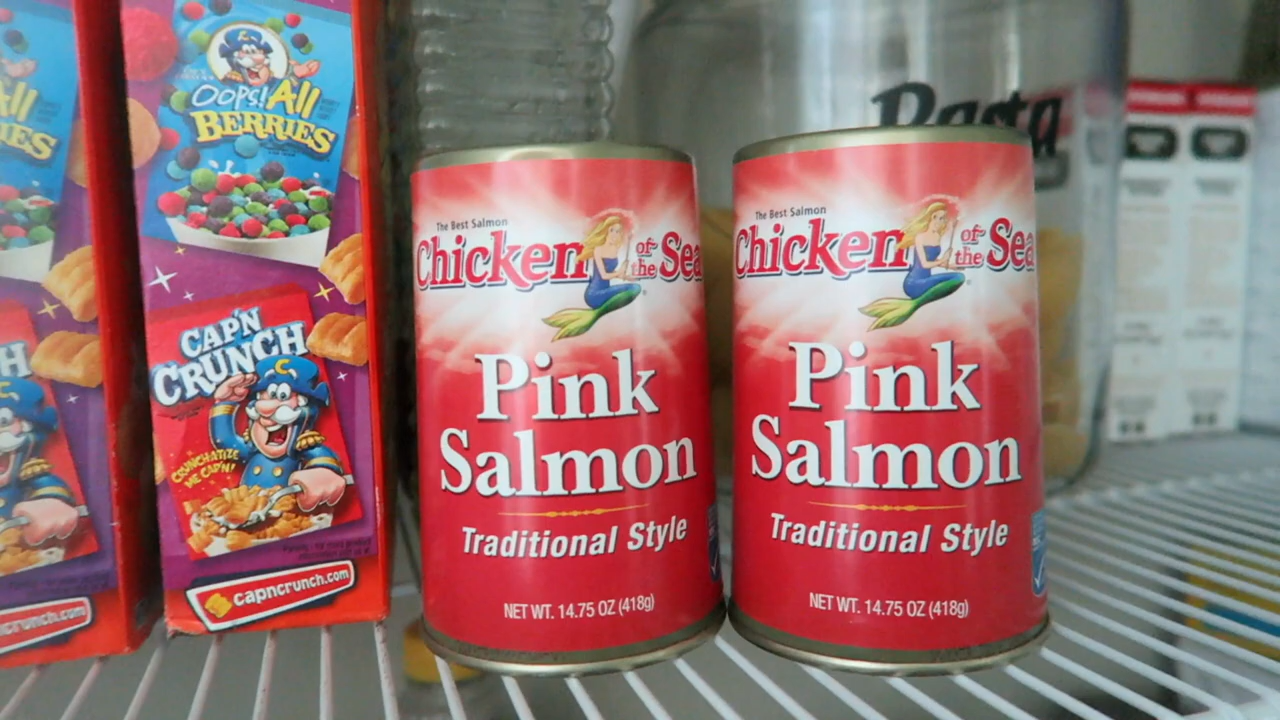 All
IES
H
ncrunch.com
OOPS! All
BERRIES
CAP'N
CRUNCH
CRUNCHATIZE
ME CAP'N!
capncrunch.com
The Best Salmon
Chicken of the Sea
Pink
Salmon
Traditional Style
NET WT. 14.75 OZ (418g)
The Best Salmon
Chicken of the Sea
Pink
Salmon
Traditional Style
NET WT. 14.75 OZ (418g)
Pasta